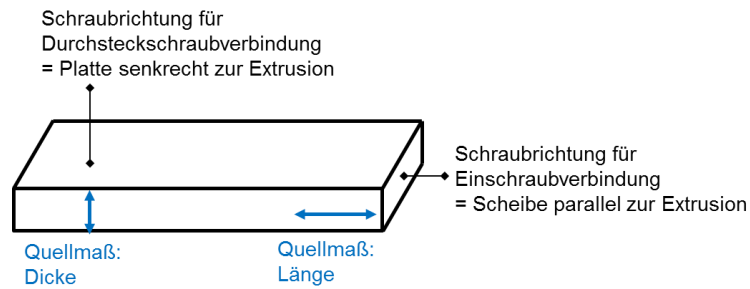 Schraubrichtung für
Durchsteckschraubverbindung
= Platte senkrecht zur Extrusion
Schraubrichtung für
Einschraubverbindung
= Scheibe parallel zur Extrusion
Quellmaß:
Dicke
Quellmaß:
Länge